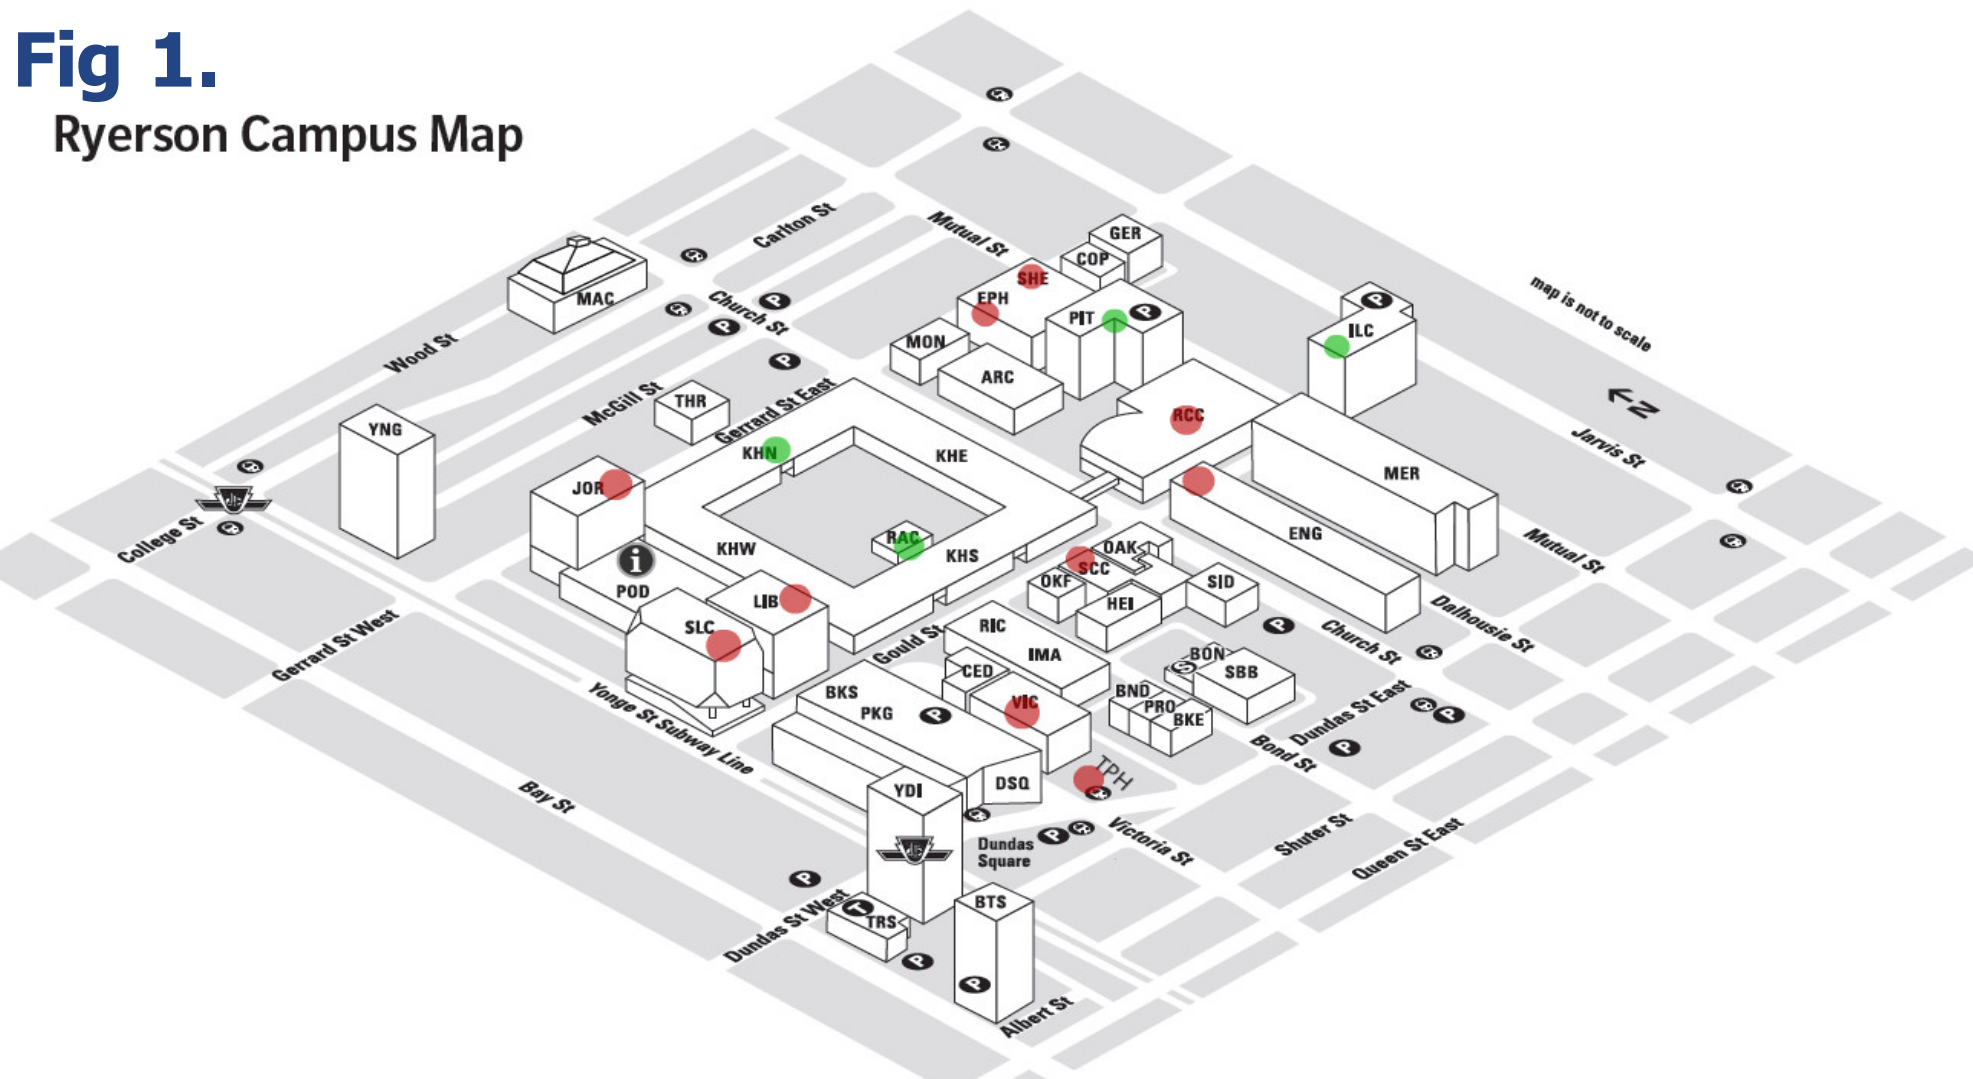 Fig 1.
Ryerson Campus Map
Mutual St
GER
COP
Carlton St
SHE
EPH
MAC
PIT
P
P
ILC
map is not to scale
Church St
P
P
MON
ARC
Wood St
McGill St
P
THR
Gerrard St East
RCC
N
YNG
KHN
KHE
MER
Jarvis St
JOR
College St
RAC
KHW
KHS
ENG
Mutual St
i
POD
LIB
OAK
SCC
OKF
SID
HEI
SLC
Gould St
RIC
IMA
P
Church St
Dalhousie St
Gerrard St West
Yonge St Subway Line
BKS
PKG
P
CED
VIC
BON
S
SBB
BND
PRO
BKE
Dundas St East
P
P
Bond St
Bay St
DSQ
TPH
YDI
Dundas
Square
P
Victoria St
Shuter St
Queen St East
P
Dundas St West
T
TRS
P
BTS
P
Albert St